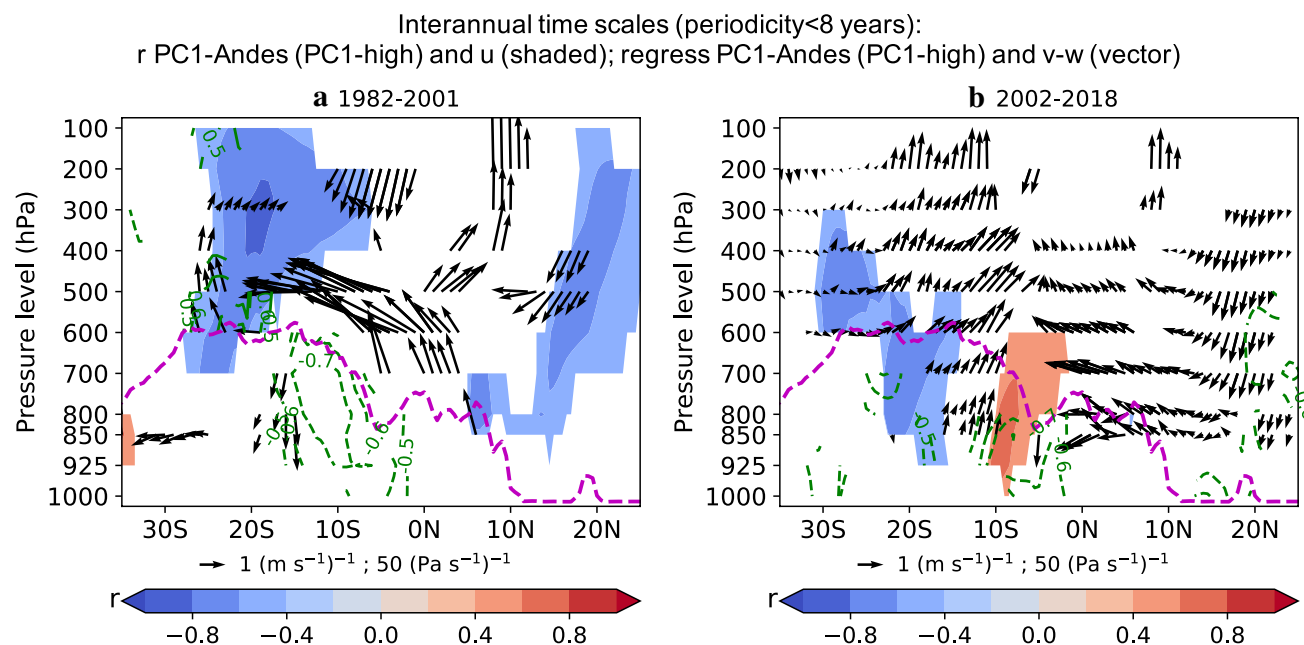 Interannual time scales (periodicity<8 years):
r PC1-Andes (PC1-high) and u (shaded); regress PC1-Andes (PC1-high) and v-w (vector)
a 1982-2001
Pressure level (hPa)
100
200
300
400
500
600
700
800
850
925
1000
30S 20S 10S 0N 10N 20N
0.5
-0.7
-0.6
-0.5
1 (m s⁻¹)⁻¹ ; 50 (Pa s⁻¹)⁻¹
r
−0.8 −0.4 0.0 0.4 0.8
b 2002-2018
Pressure level (hPa)
100
200
300
400
500
600
700
800
850
925
1000
30S 20S 10S 0N 10N 20N
-0.5
1 (m s⁻¹)⁻¹ ; 50 (Pa s⁻¹)⁻¹
r
−0.8 −0.4 0.0 0.4 0.8